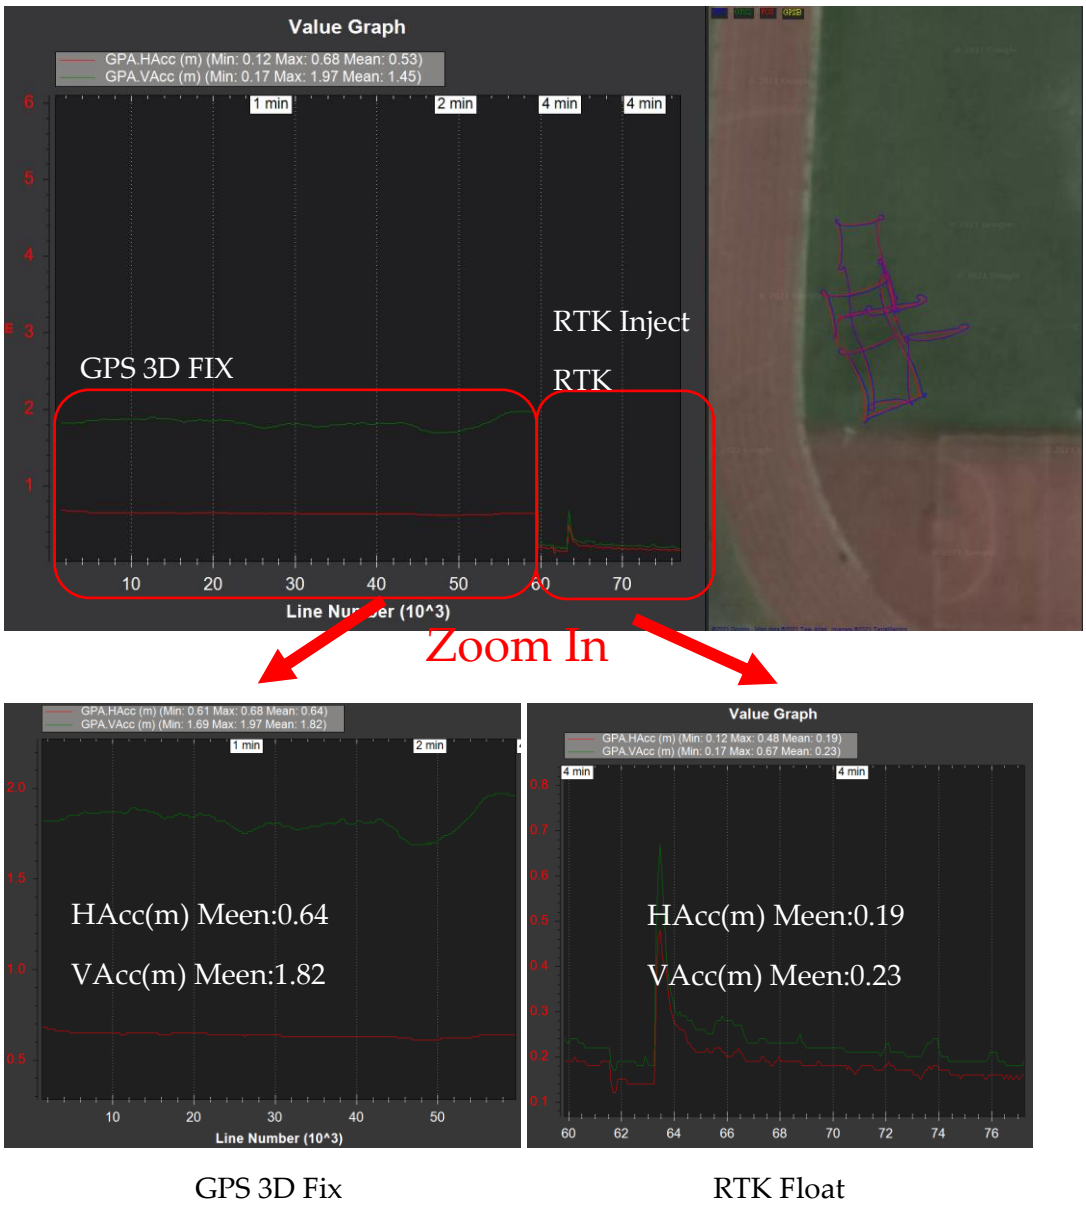 Value Graph
GPA.HAcc (m) (Min: 0.12 Max: 0.68 Mean: 0.53)
GPA.VAcc (m) (Min: 0.17 Max: 1.97 Mean: 1.45)
1 min
2 min
4 min
4 min
6
5
4
m
3
2
1
GPS 3D FIX
RTK Inject
RTK
10
20
30
40
50
60
70
Line Number (10^3)
GPSB
Zoom In
GPA.HAcc (m) (Min: 0.61 Max: 0.68 Mean: 0.64)
GPA.VAcc (m) (Min: 1.69 Max: 1.97 Mean: 1.82)
1 min
2 min
2.0
1.5
1.0
0.5
HAcc(m) Meen:0.64
VAcc(m) Meen:1.82
10
20
30
40
50
Line Number (10^3)
Value Graph
GPA.HAcc (m) (Min: 0.12 Max: 0.48 Mean: 0.19)
GPA.VAcc (m) (Min: 0.17 Max: 0.67 Mean: 0.23)
4 min
4 min
0.8
0.7
0.6
0.5
0.4
0.3
0.2
0.1
HAcc(m) Meen:0.19
VAcc(m) Meen:0.23
60
62
64
66
68
70
72
74
76
GPS 3D Fix
RTK Float